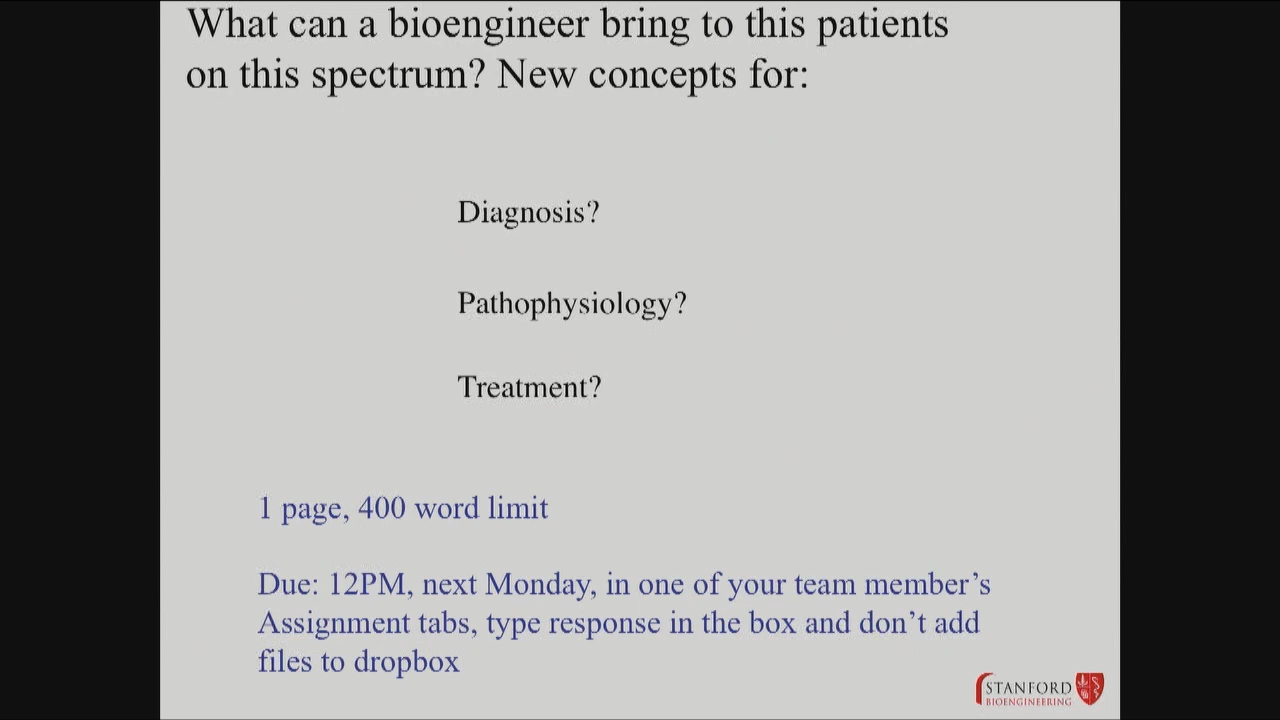 What can a bioengineer bring to this patients
on this spectrum? New concepts for:
Diagnosis?
Pathophysiology?
Treatment?
1 page, 400 word limit
Due: 12PM, next Monday, in one of your team member’s
Assignment tabs, type response in the box and don’t add
files to dropbox
STANFORD
BIOENGINEERING